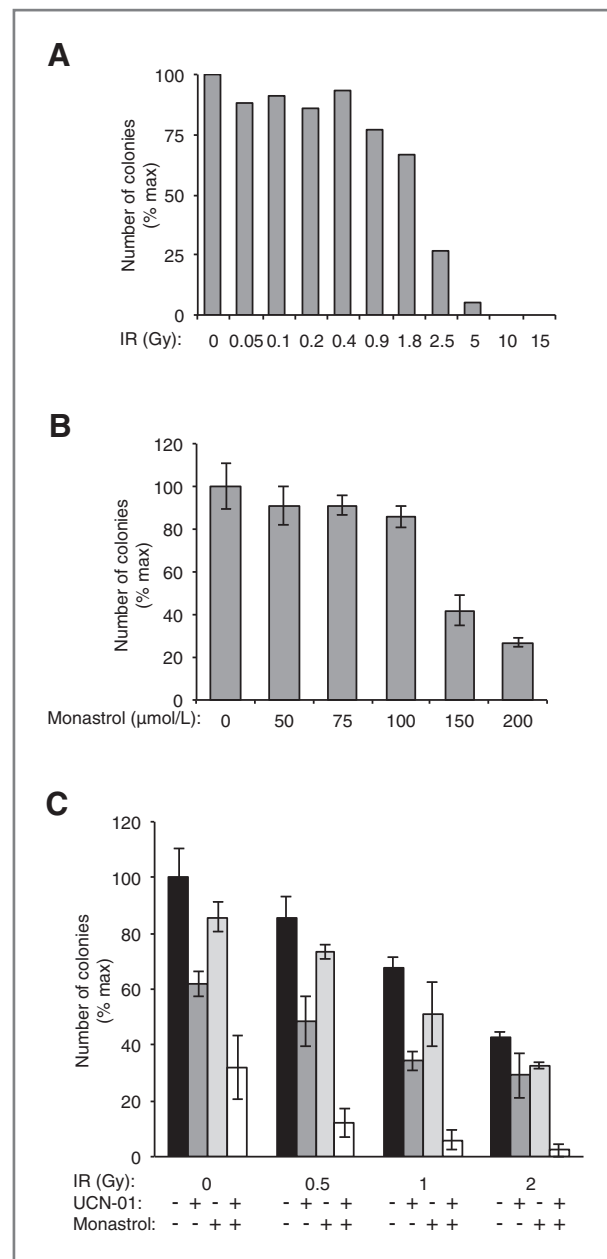 A
Number of colonies
(% max)
100
75
50
25
0
IR (Gy): 0 0.05 0.1 0.2 0.4 0.9 1.8 2.5 5 10 15
B
Number of colonies
(% max)
120
100
80
60
40
20
0
Monastrol (µmol/L): 0 50 75 100 150 200
C
Number of colonies
(% max)
120
100
80
60
40
20
0
IR (Gy): 0 0.5 1 2
UCN-01: - + - + - + - + - + - + - + - +
Monastrol: - - + + - - + + - - + + - - + +